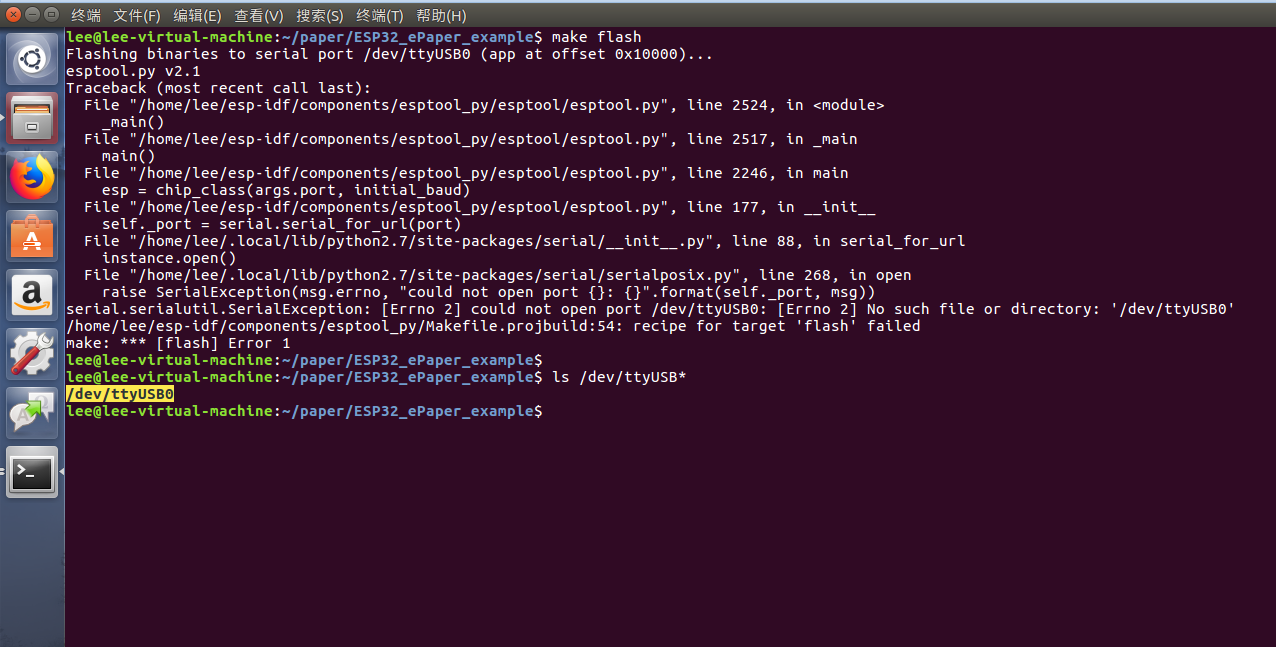 终端 文件(F) 编辑(E) 查看(V) 搜索(S) 终端(T) 帮助(H)
lee@lee-virtual-machine:~/paper/ESP32_ePaper_example$ make flash
Flashing binaries to serial port /dev/ttyUSB0 (app at offset 0x10000)...
esptool.py v2.1
Traceback (most recent call last):
  File "/home/lee/esp-idf/components/esptool_py/esptool/esptool.py", line 2524, in <module>
    _main()
  File "/home/lee/esp-idf/components/esptool_py/esptool/esptool.py", line 2517, in _main
    main()
  File "/home/lee/esp-idf/components/esptool_py/esptool/esptool.py", line 2246, in main
    esp = chip_class(args.port, initial_baud)
  File "/home/lee/esp-idf/components/esptool_py/esptool/esptool.py", line 177, in __init__
    self._port = serial.serial_for_url(port)
  File "/home/lee/.local/lib/python2.7/site-packages/serial/__init__.py", line 88, in serial_for_url
    instance.open()
  File "/home/lee/.local/lib/python2.7/site-packages/serial/serialposix.py", line 268, in open
    raise SerialException(msg.errno, "could not open port {}: {}".format(self._port, msg))
serial.serialutil.SerialException: [Errno 2] could not open port /dev/ttyUSB0: [Errno 2] No such file or directory: '/dev/ttyUSB0'
/home/lee/esp-idf/components/esptool_py/Makefile.projbuild:54: recipe for target 'flash' failed
make: *** [flash] Error 1
lee@lee-virtual-machine:~/paper/ESP32_ePaper_example$
lee@lee-virtual-machine:~/paper/ESP32_ePaper_example$ ls /dev/ttyUSB*
/dev/ttyUSB0
lee@lee-virtual-machine:~/paper/ESP32_ePaper_example$